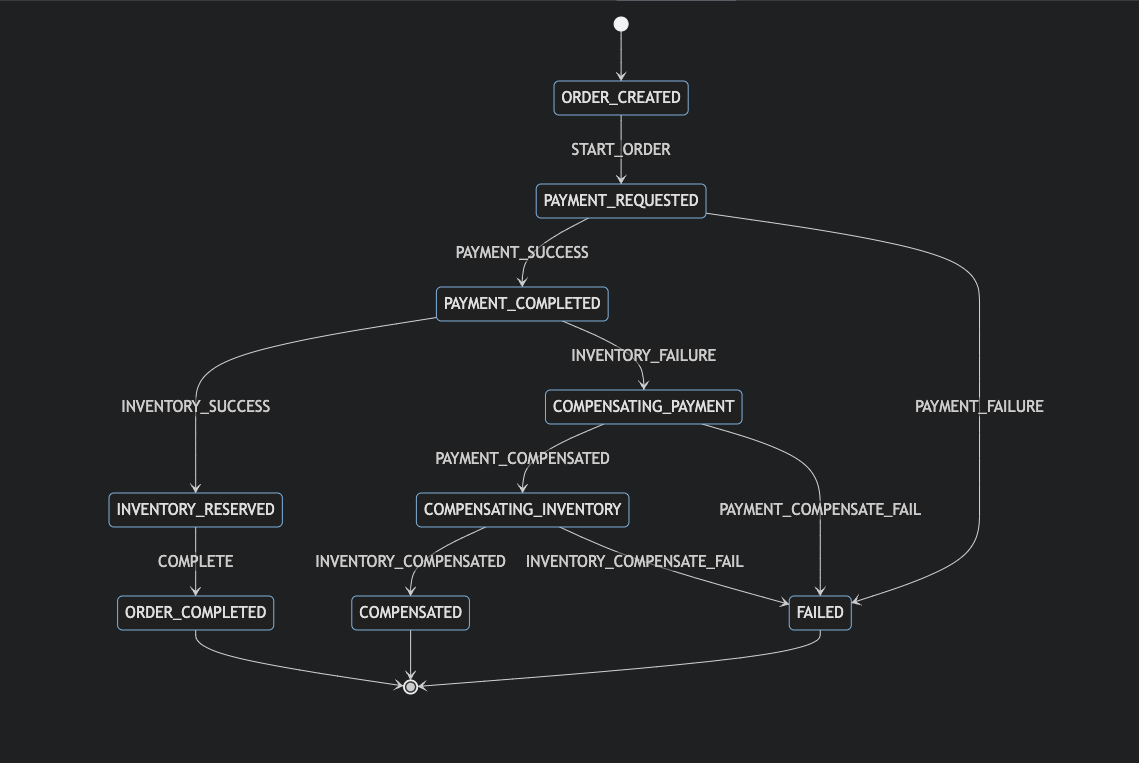 ORDER_CREATED
START_ORDER
PAYMENT_REQUESTED
PAYMENT_SUCCESS
PAYMENT_COMPLETED
INVENTORY_FAILURE
INVENTORY_SUCCESS
COMPENSATING_PAYMENT
PAYMENT_FAILURE
PAYMENT_COMPENSATED
INVENTORY_RESERVED
COMPENSATING_INVENTORY
PAYMENT_COMPENSATE_FAIL
COMPLETE
INVENTORY_COMPENSATED
INVENTORY_COMPENSATE_FAIL
ORDER_COMPLETED
COMPENSATED
FAILED